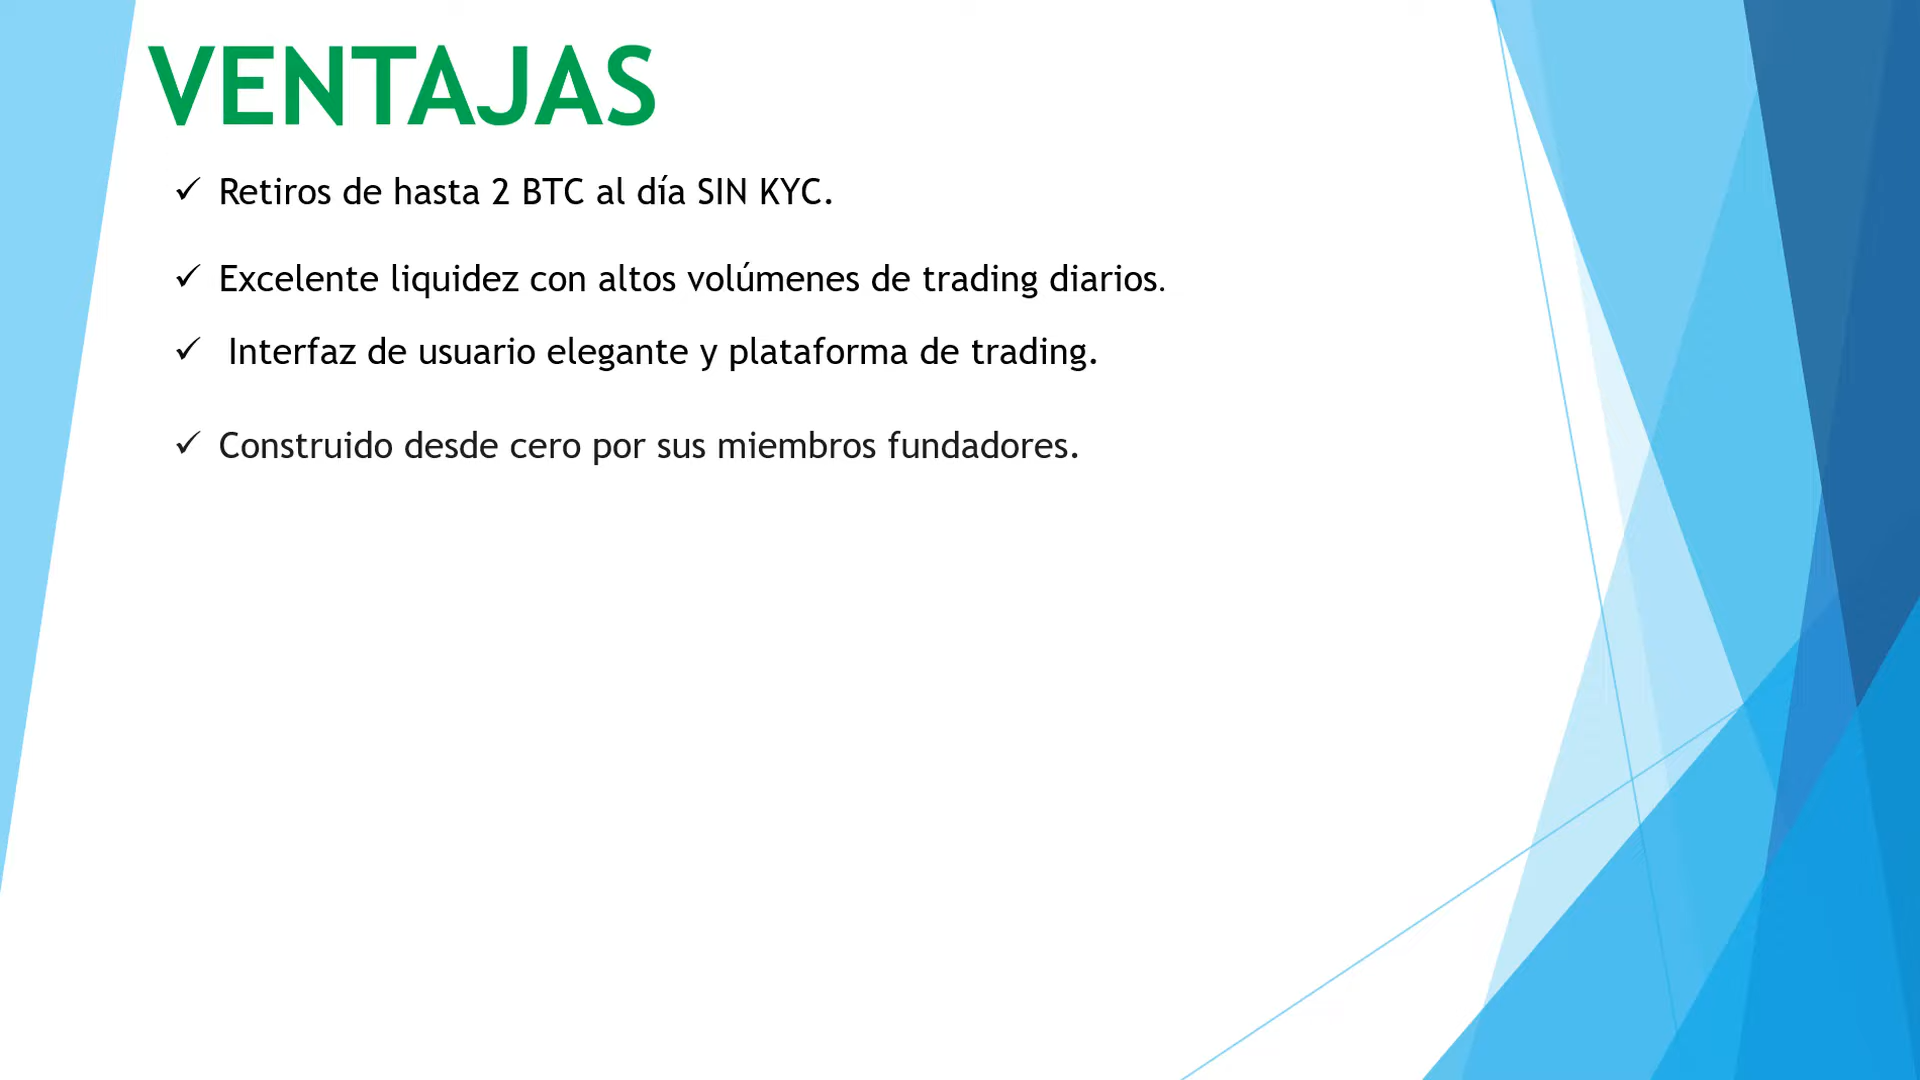 VENTAJAS
✓ Retiros de hasta 2 BTC al día SIN KYC.
✓ Excelente liquidez con altos volúmenes de trading diarios.
✓ Interfaz de usuario elegante y plataforma de trading.
✓ Construido desde cero por sus miembros fundadores.